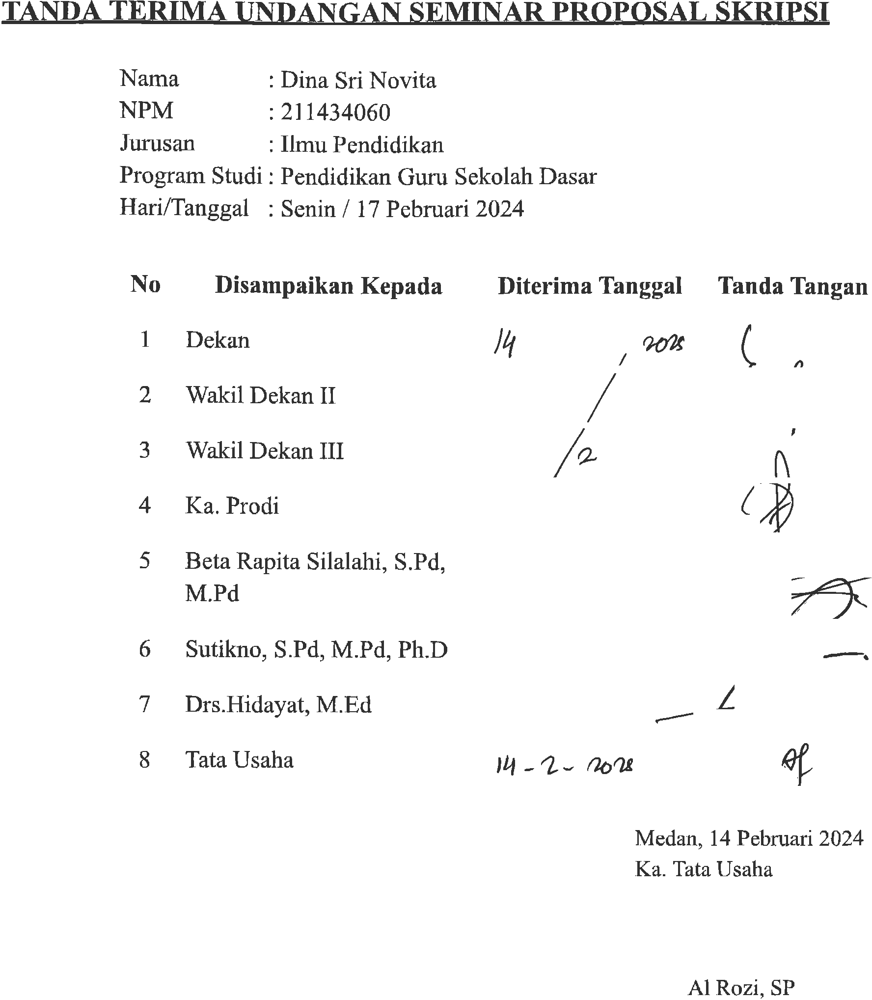 TANDA TERIMA UNDANGAN SEMINAR PROPOSAL SKRIPSI
Nama : Dina Sri Novita
NPM : 211434060
Jurusan : Ilmu Pendidikan
Program Studi : Pendidikan Guru Sekolah Dasar
Hari/Tanggal : Senin / 17 Pebruari 2024
No Disampaikan Kepada Diterima Tanggal Tanda Tangan
1 Dekan 14
2 Wakil Dekan II
3 Wakil Dekan III 2
4 Ka. Prodi
5 Beta Rapita Silalahi, S.Pd,
M.Pd
6 Sutikno, S.Pd, M.Pd, Ph.D
7 Drs.Hidayat, M.Ed
8 Tata Usaha 14 - 2 -
Medan, 14 Pebruari 2024
Ka. Tata Usaha
Al Rozi, SP